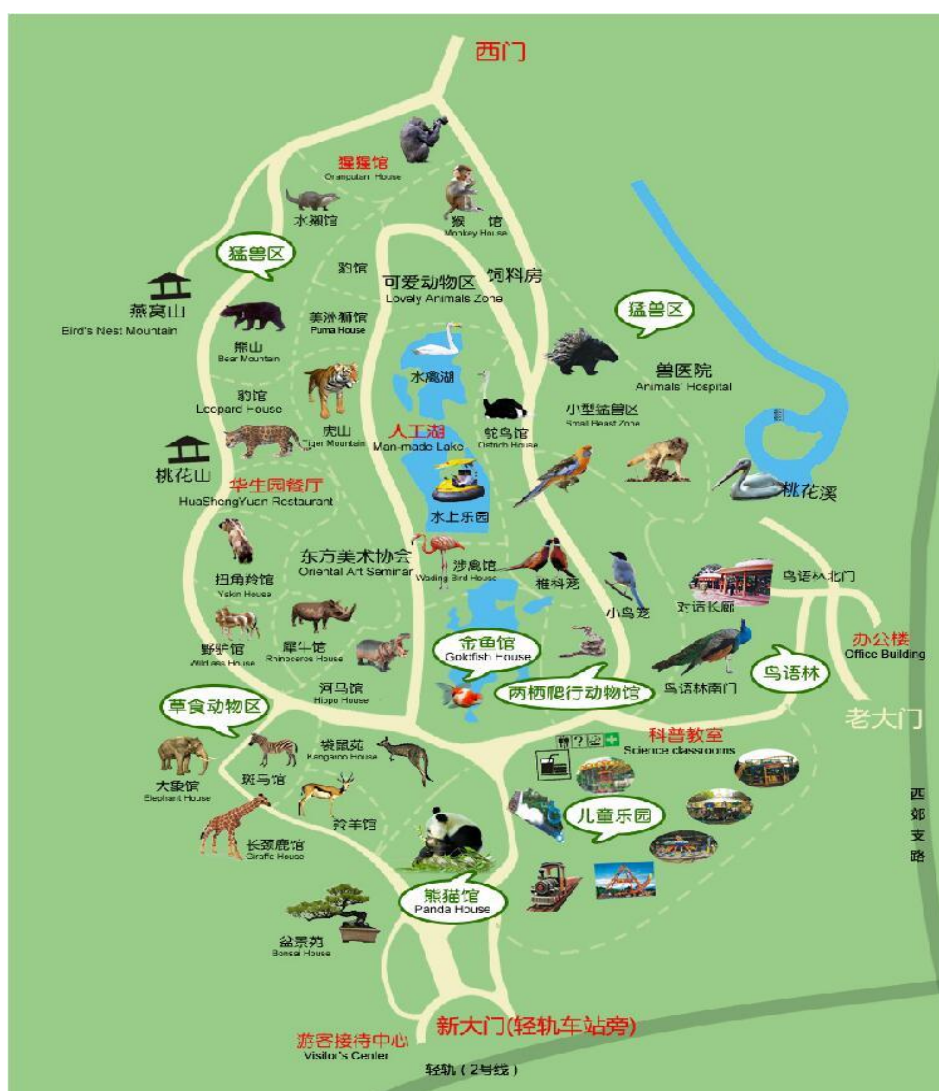 西门
猩猩馆
Orangutan House
水獭馆
猴 馆
Monkey House
猛兽区
豹馆
可爱动物区
Lovely Animals Zone
饲料房
燕窝山
Bird's Nest Mountain
熊山
Bear Mountain
美洲狮馆
Puma House
猛兽区
水禽湖
兽医院
Animals' Hospital
豹馆
Leopard House
虎山
Tiger Mountain
人工湖
Man-made Lake
鸵鸟馆
小型猛兽区
Small Beast Zone
桃花山
华生园餐厅
HuaShengYuan Restaurant
水上乐园
桃花溪
东方美术协会
Oriental Art Seminar
涉禽馆
Wading Bird House
雉科笼
小鸟笼
对话长廊
鸟语林北门
扭角羚馆
野驴馆
Wild ass House
犀牛馆
Rhinoceros House
金鱼馆
Goldfish House
办公楼
Office Building
河马馆
Hippo House
两栖爬行动物馆
鸟语林南门
鸟语林
草食动物区
老大门
科普教室
Science classrooms
大象馆
Elephant House
斑马馆
袋鼠苑
Kangaroo House
羚羊馆
长颈鹿馆
Giraffe House
儿童乐园
西郊支路
熊猫馆
Panda House
盆景苑
Bonsai House
新大门(轻轨车站旁)
游客接待中心
Visitor's Center
轻轨(2号线)